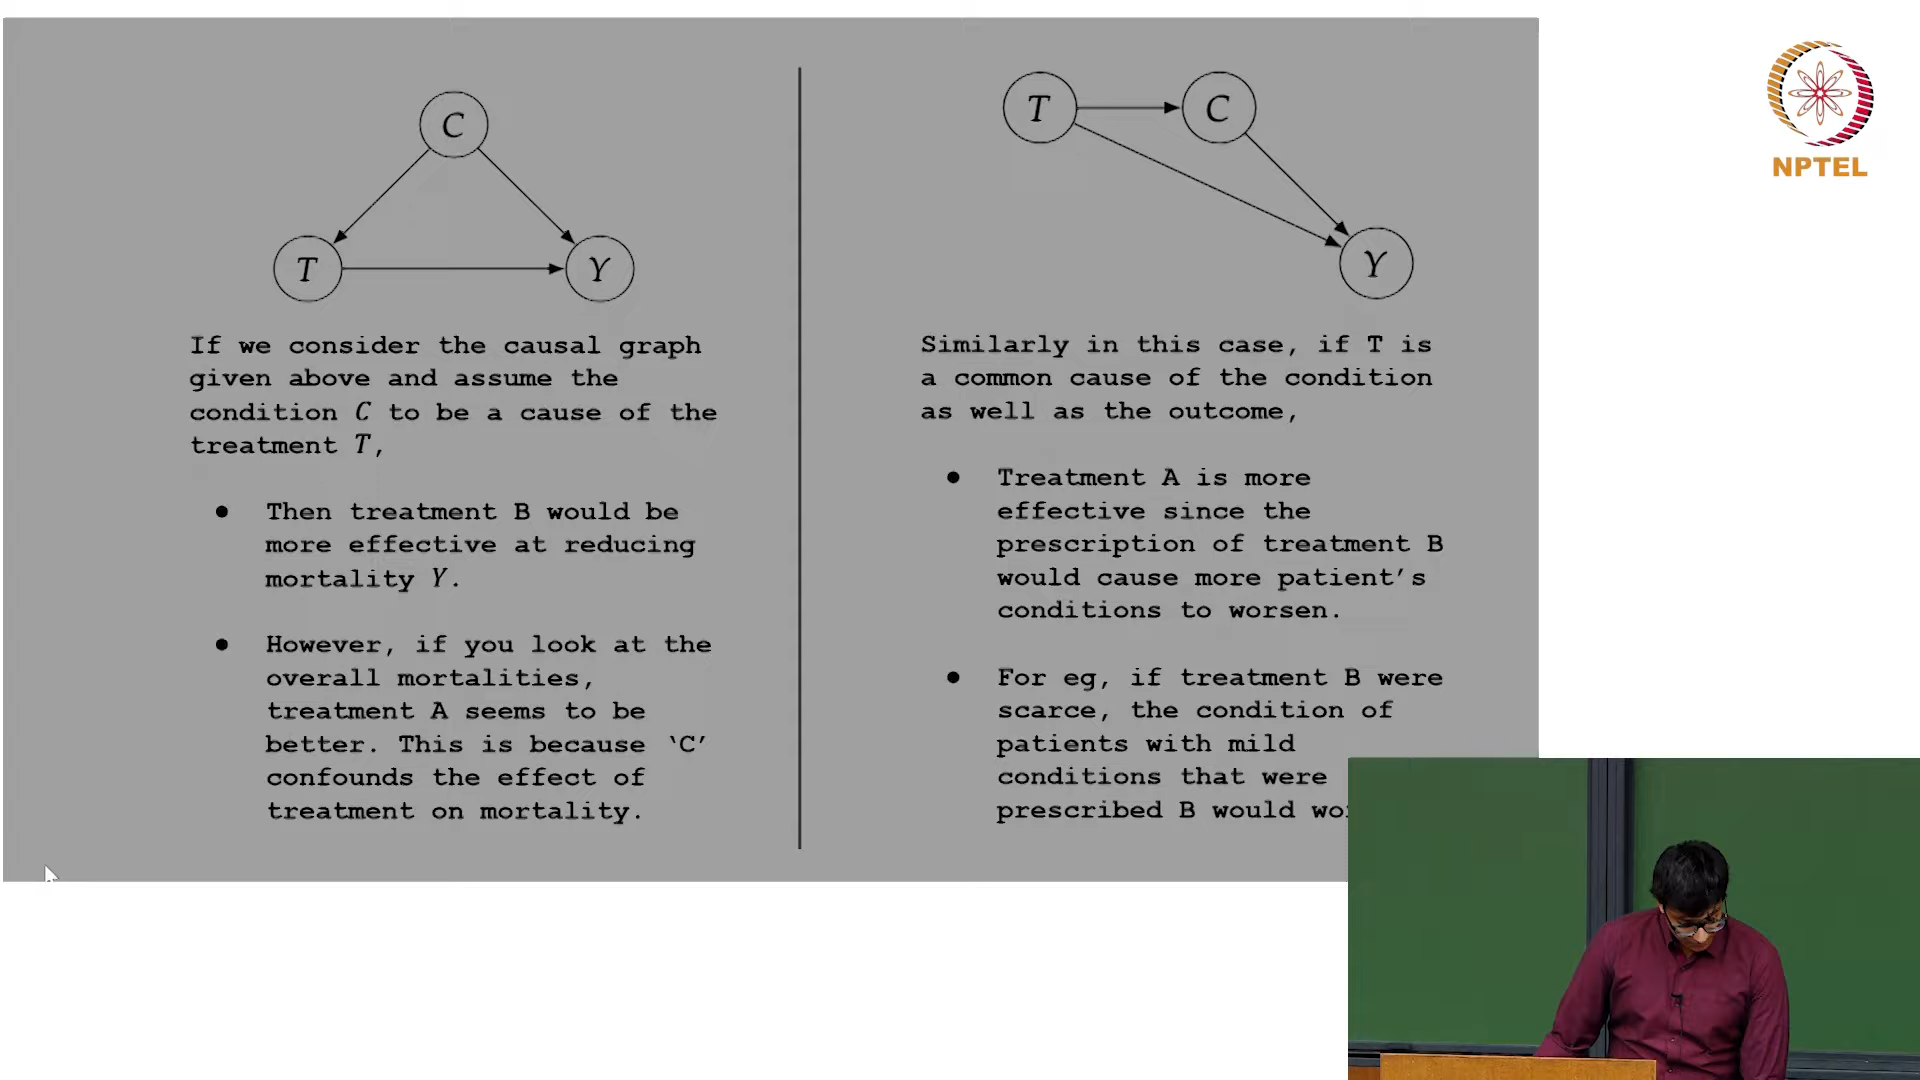 C
T
Y
If we consider the causal graph
given above and assume the
condition C to be a cause of the
treatment T,
● Then treatment B would be
more effective at reducing
mortality Y.
● However, if you look at the
overall mortalities,
treatment A seems to be
better. This is because ‘C’
confounds the effect of
treatment on mortality.
T
C
Y
Similarly in this case, if T is
a common cause of the condition
as well as the outcome,
● Treatment A is more
effective since the
prescription of treatment B
would cause more patient’s
conditions to worsen.
● For eg, if treatment B were
scarce, the condition of
patients with mild
conditions that were
prescribed B would
NPTEL